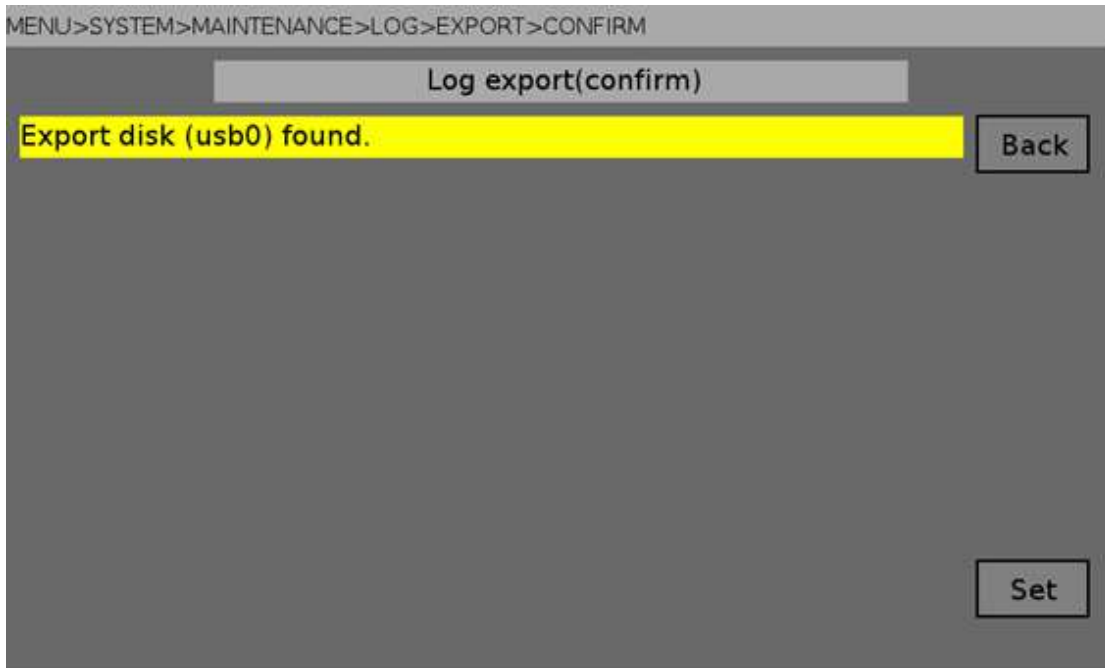 MENU>SYSTEM>MAINTENANCE>LOG>EXPORT>CONFIRM
Log export(confirm)
Export disk (usb0) found.
Back
Set